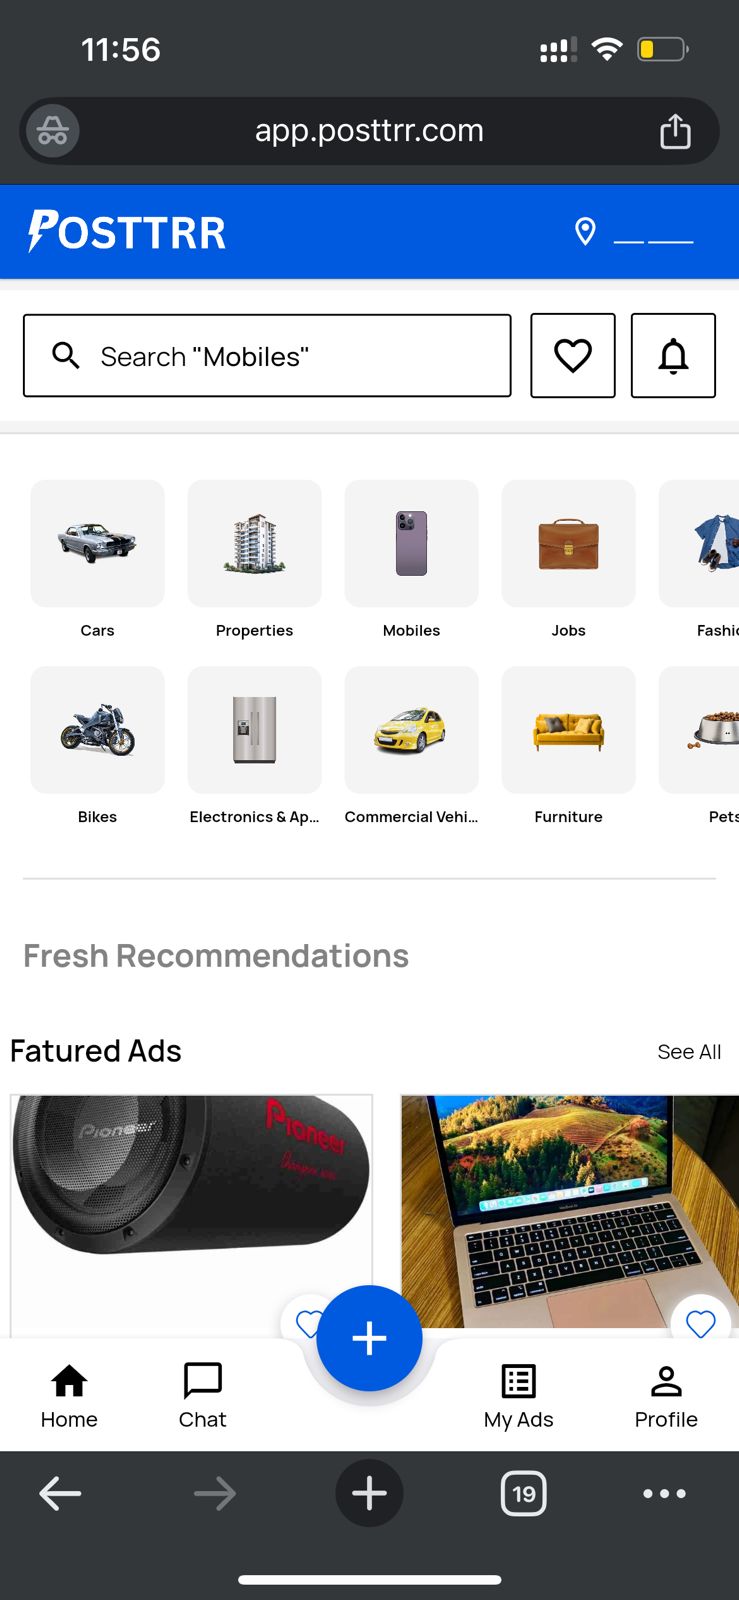 11:56
app.posttrr.com
POSTTRR
Search "Mobiles"
Cars
Properties
Mobiles
Jobs
Fashic
Bikes
Electronics & Ap...
Commercial Vehi...
Furniture
Pets
Fresh Recommendations
Fatured Ads
See All
Pioneer
Pioneer
Home
Chat
My Ads
Profile
19